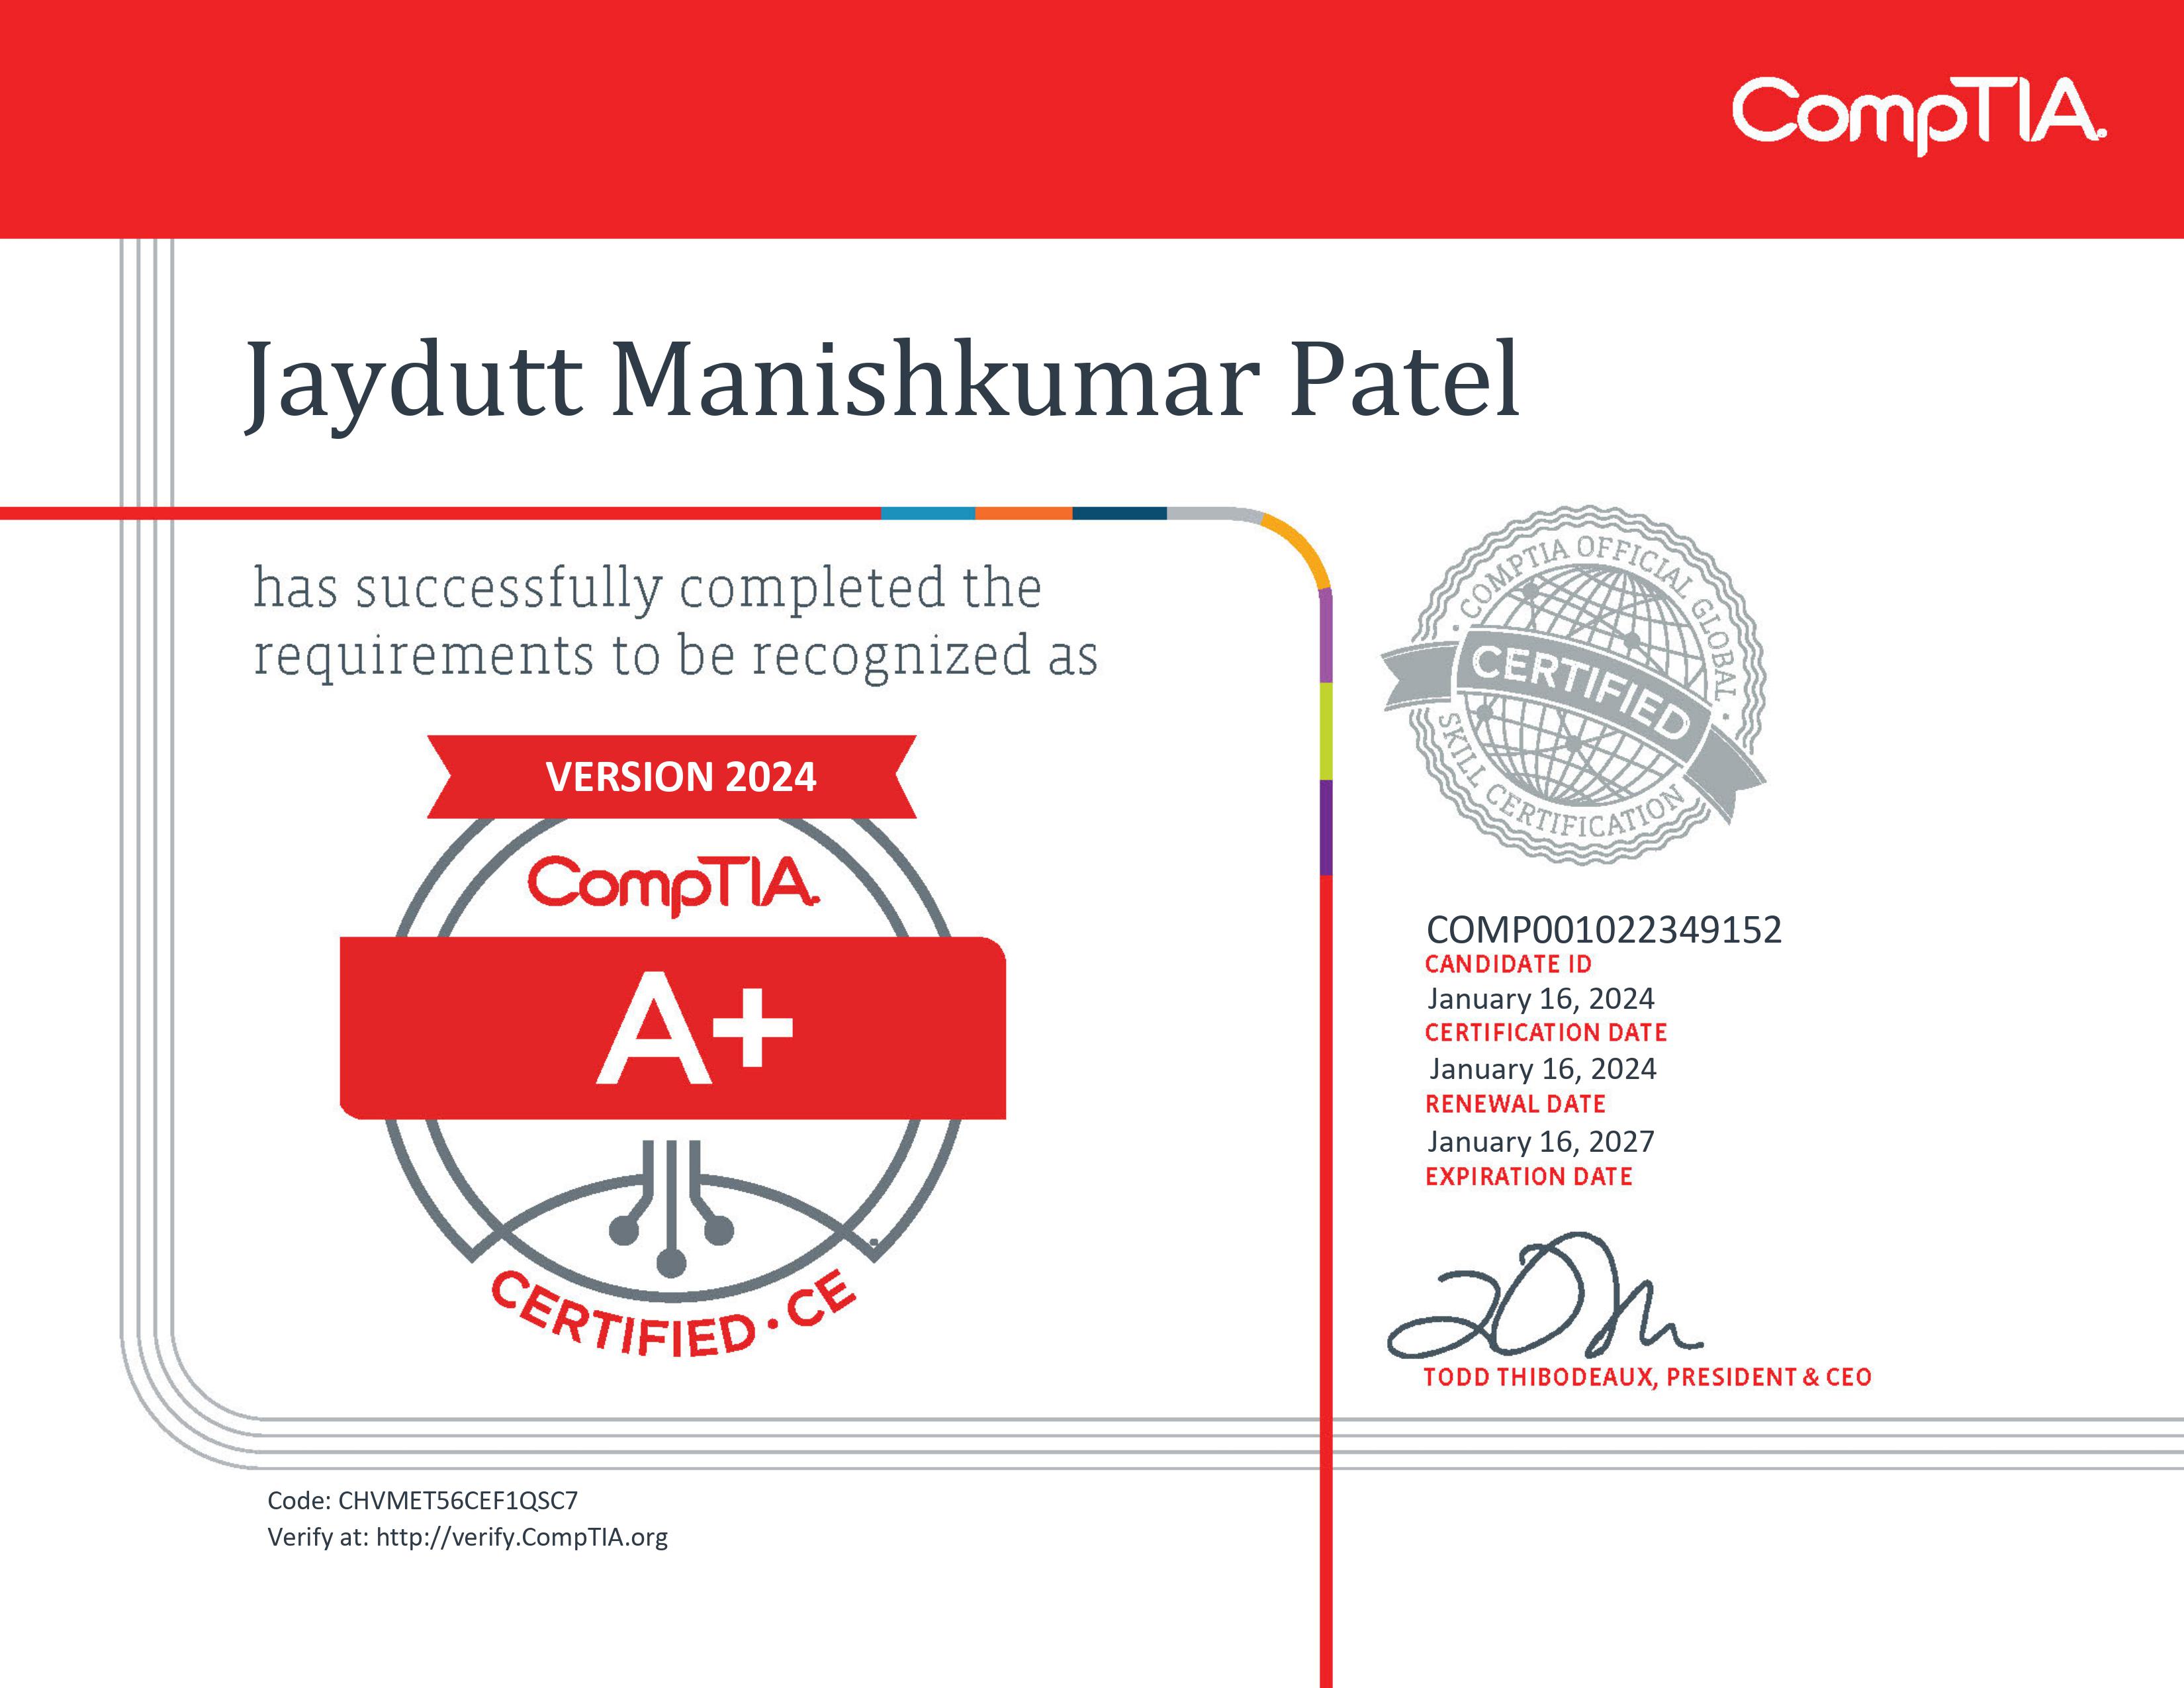 CompTIA.
Jaydutt Manishkumar Patel
has successfully completed the
requirements to be recognized as
VERSION 2024
CompTIA.
A+
CERTIFIED · CE
· COMPTIA OFFICIAL GLOBAL ·
CERTIFIED
SKILL CERTIFICATION
COMP001022349152
CANDIDATE ID
January 16, 2024
CERTIFICATION DATE
January 16, 2024
RENEWAL DATE
January 16, 2027
EXPIRATION DATE
TODD THIBODEAUX, PRESIDENT & CEO
Code: CHVMET56CEF1QSC7
Verify at: http://verify.CompTIA.org